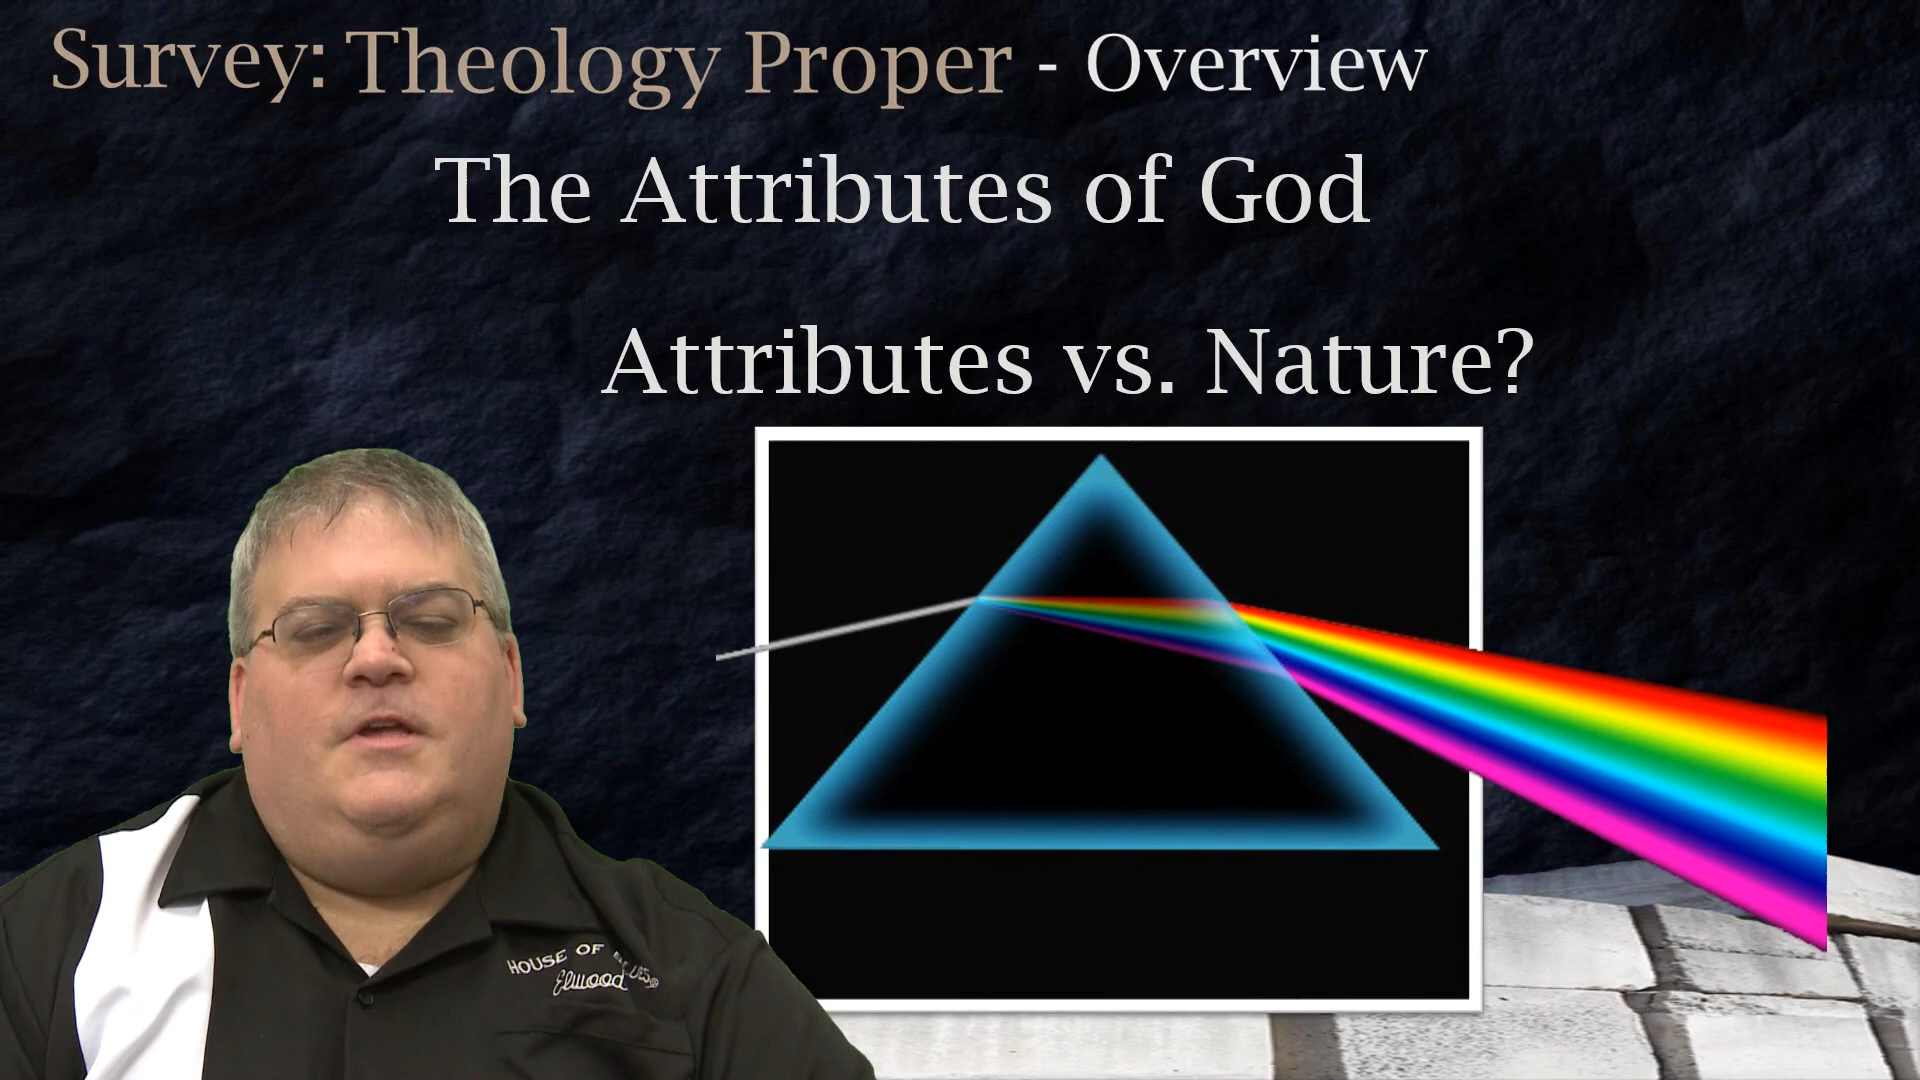 Survey: Theology Proper - Overview
The Attributes of God
Attributes vs. Nature?
HOUSE OF
Elwood